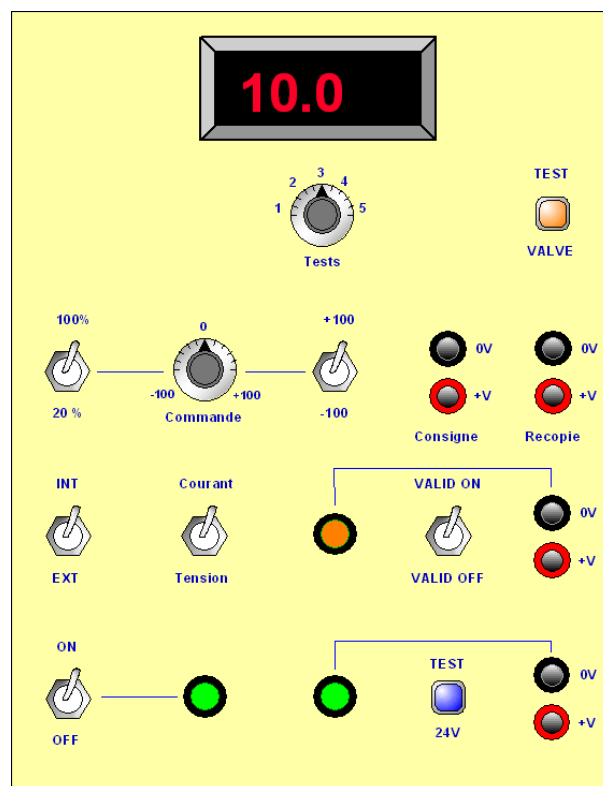 10.0
TEST
3
2 4
1 5
Tests
VALVE
100% 0 +100
0V 0V
-100 +100
+V +V
20 % Commande -100
Consigne Recopie
INT Courant VALID ON
0V
+V
EXT Tension VALID OFF
ON
TEST
0V
+V
OFF 24V